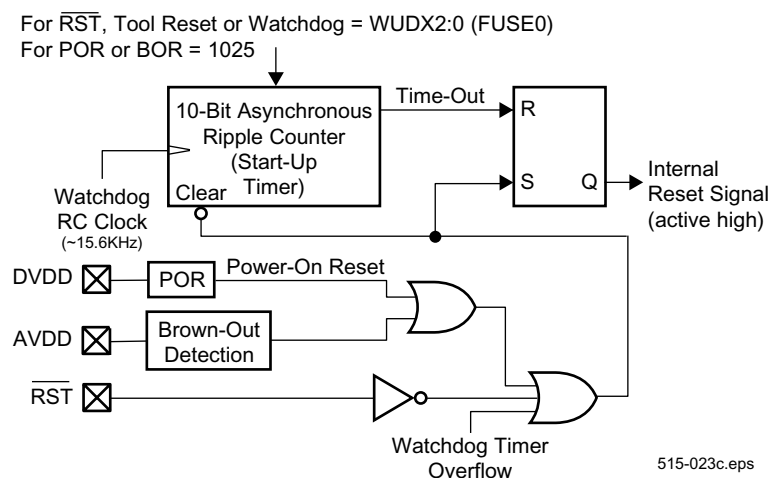 For RST, Tool Reset or Watchdog = WUDX2:0 (FUSE0)
For POR or BOR = 1025
10-Bit Asynchronous
Ripple Counter
(Start-Up
Timer)
Clear
Time-Out
R
S
Q
Internal
Reset Signal
(active high)
Watchdog
RC Clock
(~15.6KHz)
DVDD
POR
Power-On Reset
AVDD
Brown-Out
Detection
RST
Watchdog Timer
Overflow
515-023c.eps